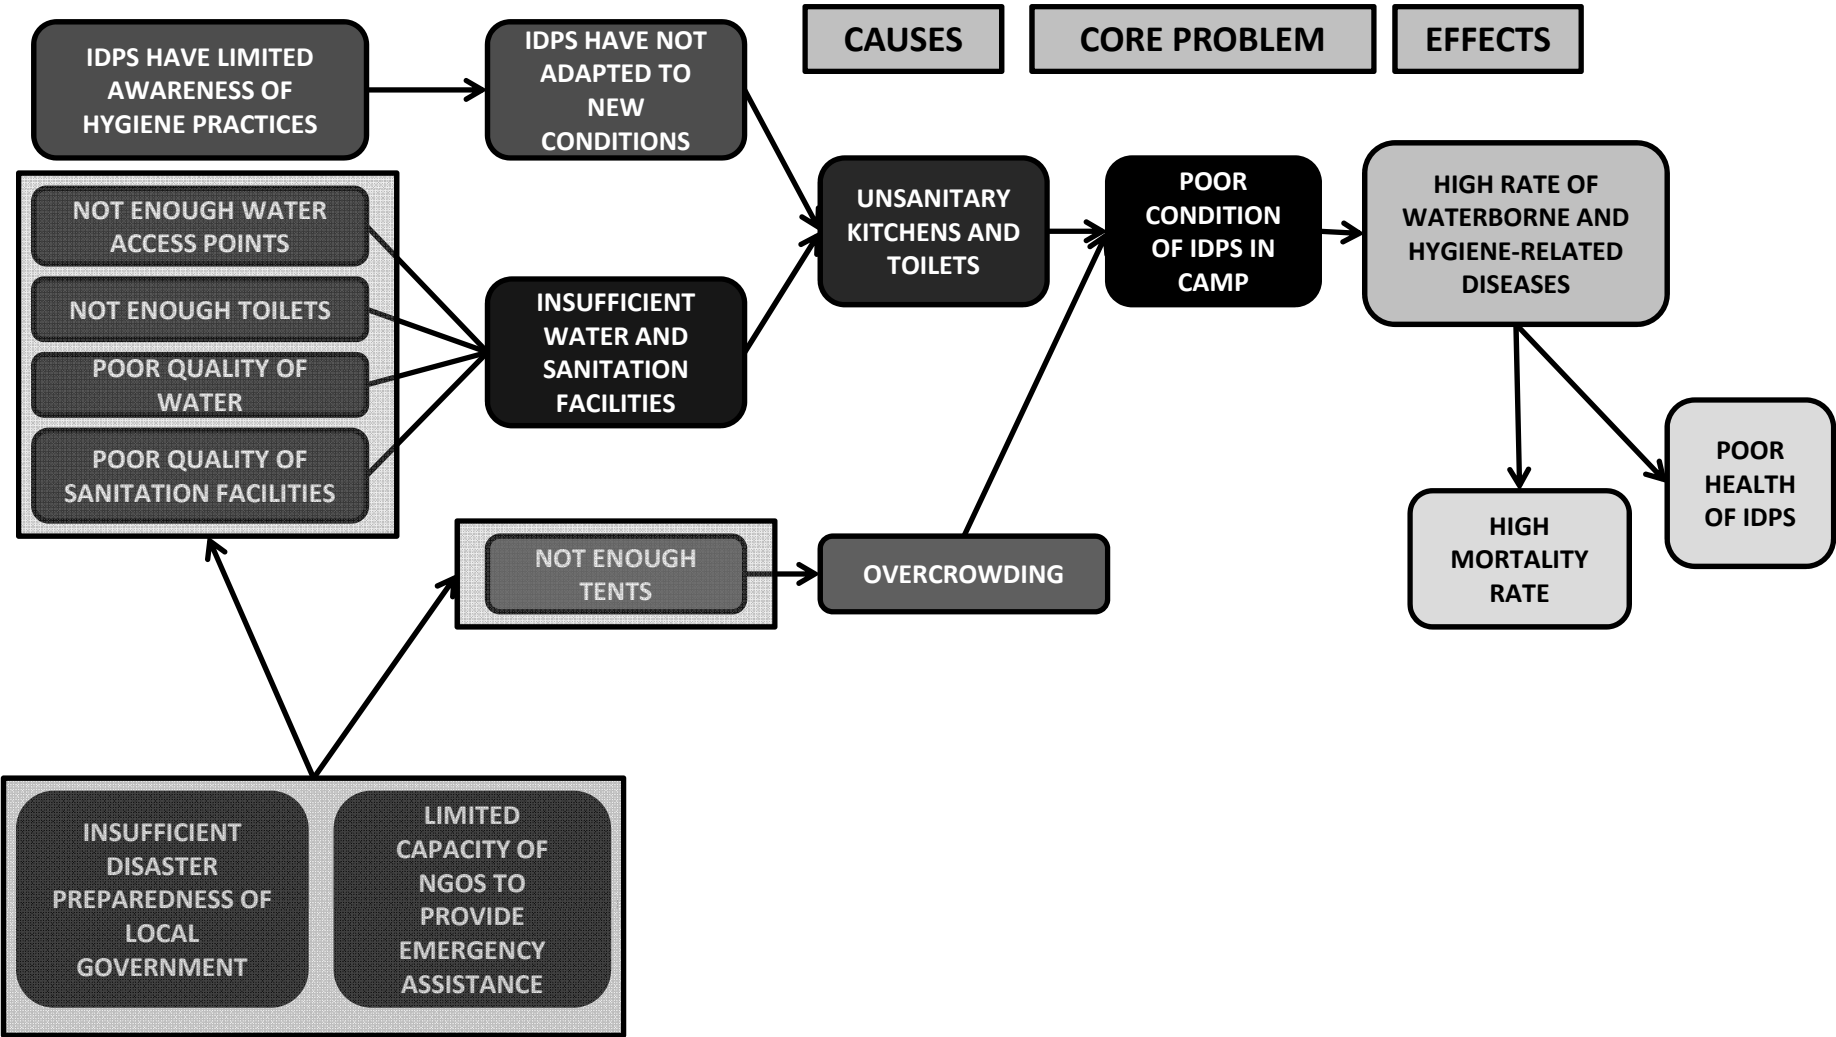 CAUSES
CORE PROBLEM
EFFECTS
IDPS HAVE LIMITED
AWARENESS OF
HYGIENE PRACTICES
IDPS HAVE NOT
ADAPTED TO
NEW
CONDITIONS
NOT ENOUGH WATER
ACCESS POINTS
NOT ENOUGH TOILETS
POOR QUALITY OF
WATER
POOR QUALITY OF
SANITATION FACILITIES
INSUFFICIENT
WATER AND
SANITATION
FACILITIES
UNSANITARY
KITCHENS AND
TOILETS
POOR
CONDITION
OF IDPS IN
CAMP
HIGH RATE OF
WATERBORNE AND
HYGIENE-RELATED
DISEASES
NOT ENOUGH
TENTS
OVERCROWDING
HIGH
MORTALITY
RATE
POOR
HEALTH
OF IDPS
INSUFFICIENT
DISASTER
PREPAREDNESS OF
LOCAL
GOVERNMENT
LIMITED
CAPACITY OF
NGOS TO
PROVIDE
EMERGENCY
ASSISTANCE